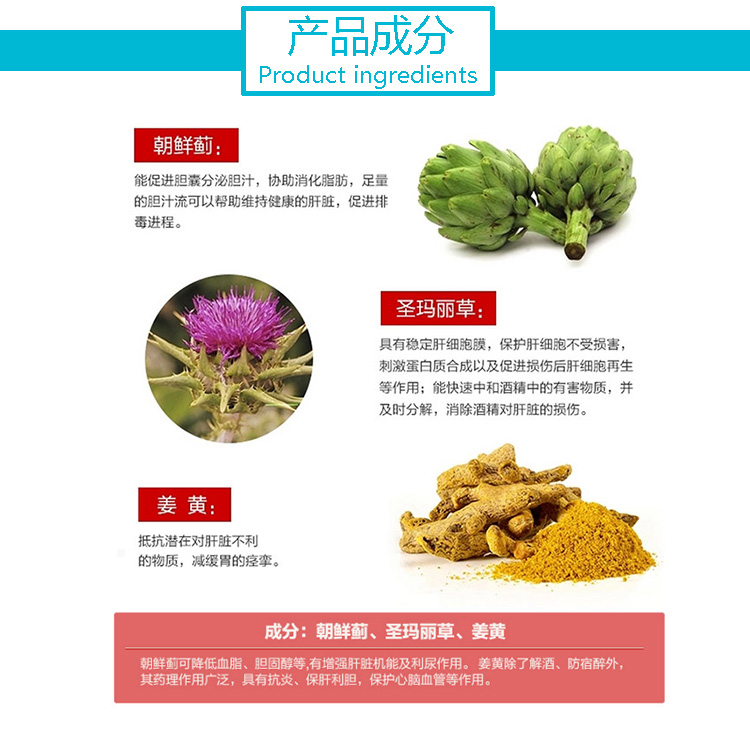 产品成分
Product ingredients
朝鲜蓟：
能促进胆囊分泌胆汁，协助消化脂肪，足量
的胆汁流可以帮助维持健康的肝脏，促进排
毒进程。
圣玛丽草：
具有稳定肝细胞膜，保护肝细胞不受损害，
刺激蛋白质合成以及促进损伤后肝细胞再生
等作用；能快速中和酒精中的有害物质，并
及时分解，消除酒精对肝脏的损伤。
姜 黄：
抵抗潜在对肝脏不利
的物质，减缓胃的痉挛。
成分：朝鲜蓟、圣玛丽草、姜黄
朝鲜蓟可降低血脂、胆固醇等,有增强肝脏机能及利尿作用。 姜黄除了解酒、防宿醉外，
其药理作用广泛，具有抗炎、保肝利胆，保护心脑血管等作用。